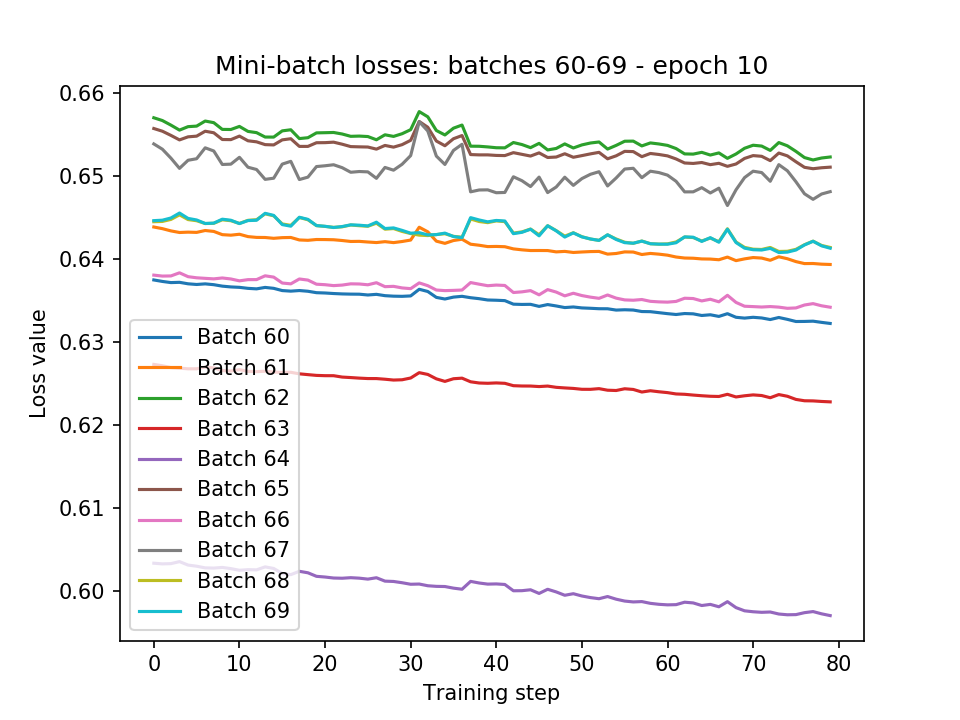 Mini-batch losses: batches 60-69 - epoch 10
Loss value
0.66
0.65
0.64
0.63
0.62
0.61
0.60
Batch 60
Batch 61
Batch 62
Batch 63
Batch 64
Batch 65
Batch 66
Batch 67
Batch 68
Batch 69
0 10 20 30 40 50 60 70 80
Training step